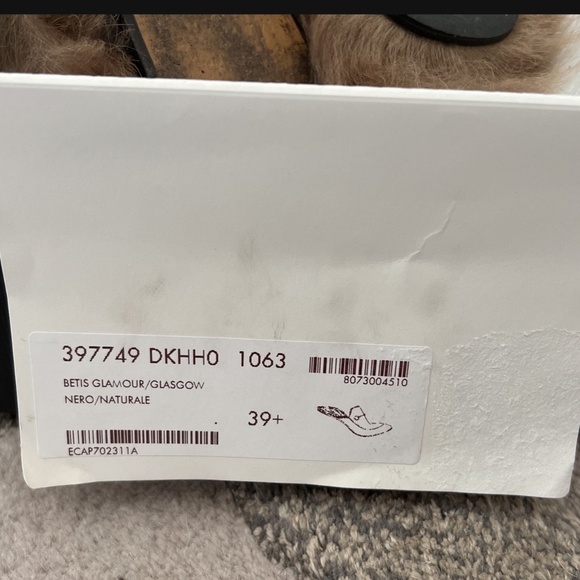 397749 DKHH0 1063
8073004510
BETIS GLAMOUR/GLASGOW
NERO/NATURALE
39+
ECAP702311A